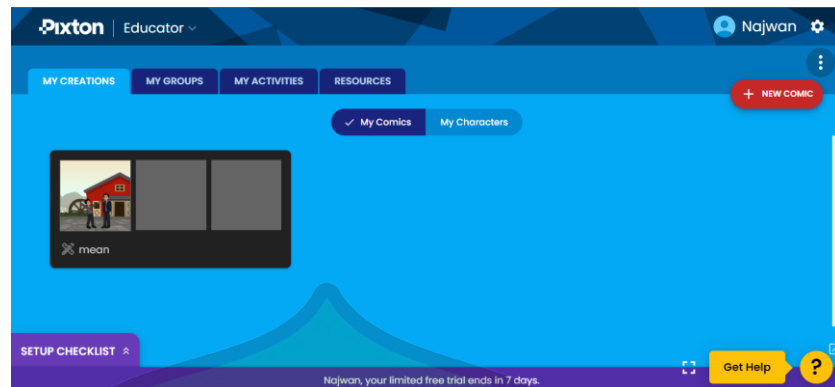 Pixton | Educator
Najwan
MY CREATIONS MY GROUPS MY ACTIVITIES RESOURCES
+ NEW COMIC
✓ My Comics My Characters
mean
SETUP CHECKLIST
Get Help ?
Najwan, your limited free trial ends in 7 days.